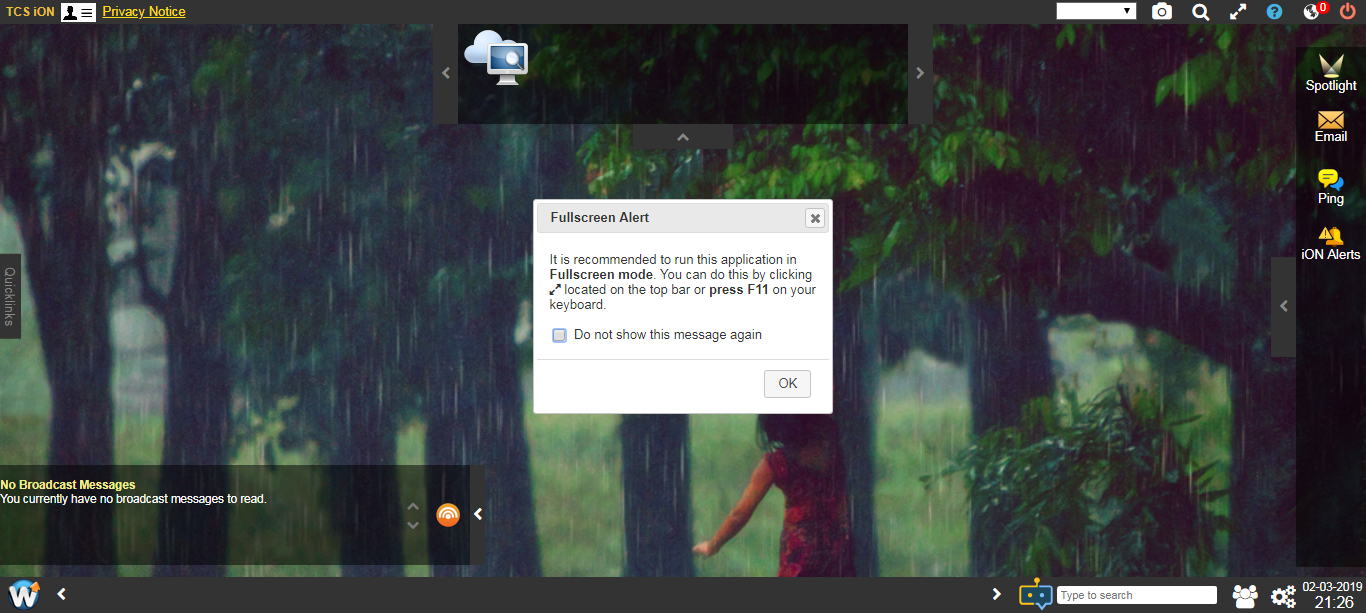 TCS iON
Privacy Notice
?
0
Spotlight
Email
Ping
iON Alerts
Quicklinks
Fullscreen Alert
It is recommended to run this application in
Fullscreen mode. You can do this by clicking
located on the top bar or press F11 on your
keyboard.
Do not show this message again
OK
No Broadcast Messages
You currently have no broadcast messages to read.
W
Type to search
02-03-2019
21:26